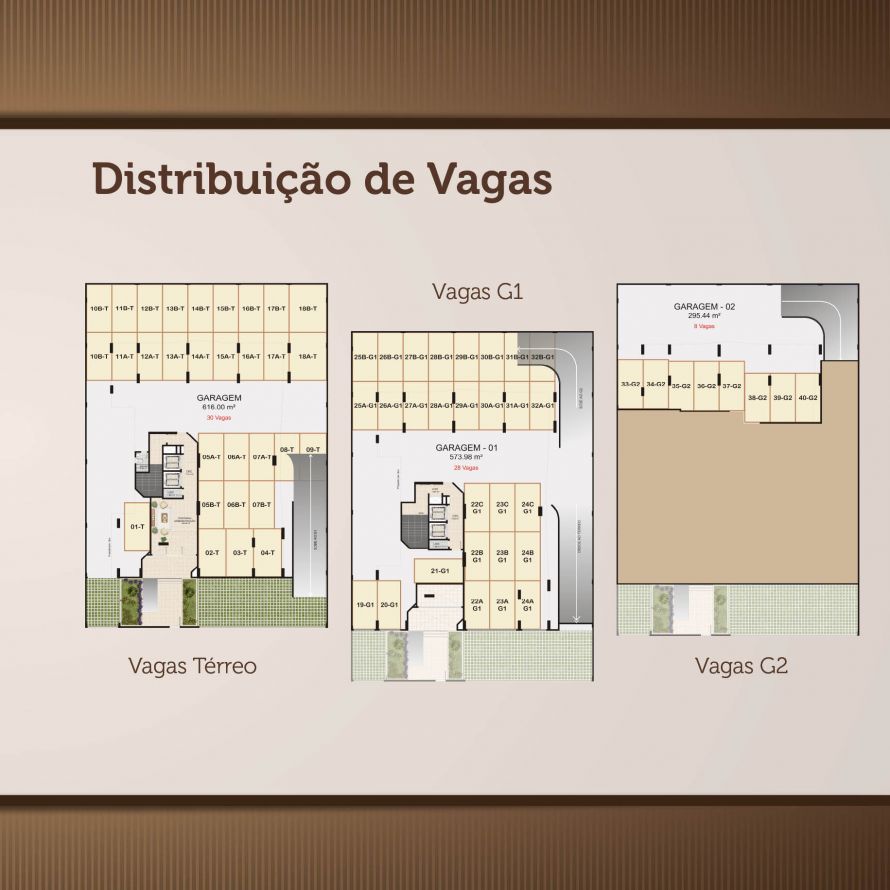 Distribuição de Vagas
10B-T 11B-T 12B-T 13B-T 14B-T 15B-T 16B-T 17B-T 18B-T
10B-T 11A-T 12A-T 13A-T 14A-T 15A-T 16A-T 17A-T 18A-T
GARAGEM
616.00 m²
30 Vagas
08-T 09-T
05A-T 06A-T 07A-T
05B-T 06B-T 07B-T
01-T
02-T 03-T 04-T
Vagas Térreo
Vagas G1
25B-G1 26B-G1 27B-G1 28B-G1 29B-G1 30B-G1 31B-G1 32B-G1
25A-G1 26A-G1 27A-G1 28A-G1 29A-G1 30A-G1 31A-G1 32A-G1
GARAGEM - 01
573.98 m²
28 Vagas
22C G1 23C G1 24C G1
22B G1 23B G1 24B G1
21-G1
19-G1 20-G1
22A G1 23A G1 24A G1
GARAGEM - 02
295.44 m²
8 Vagas
33-G2 34-G2 35-G2 36-G2 37-G2
38-G2 39-G2 40-G2
Vagas G2